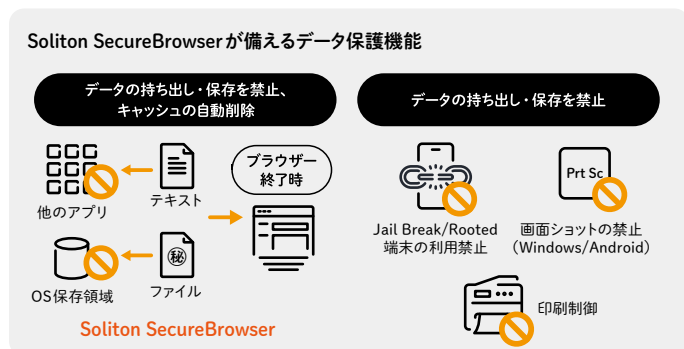 Soliton SecureBrowserが備えるデータ保護機能
データの持ち出し・保存を禁止、
キャッシュの自動削除
データの持ち出し・保存を禁止
他のアプリ
テキスト
ブラウザー
終了時
OS保存領域
㊙
ファイル
Soliton SecureBrowser
Jail Break/Rooted
端末の利用禁止
Prt Sc
画面ショットの禁止
（Windows/Android）
印刷制御